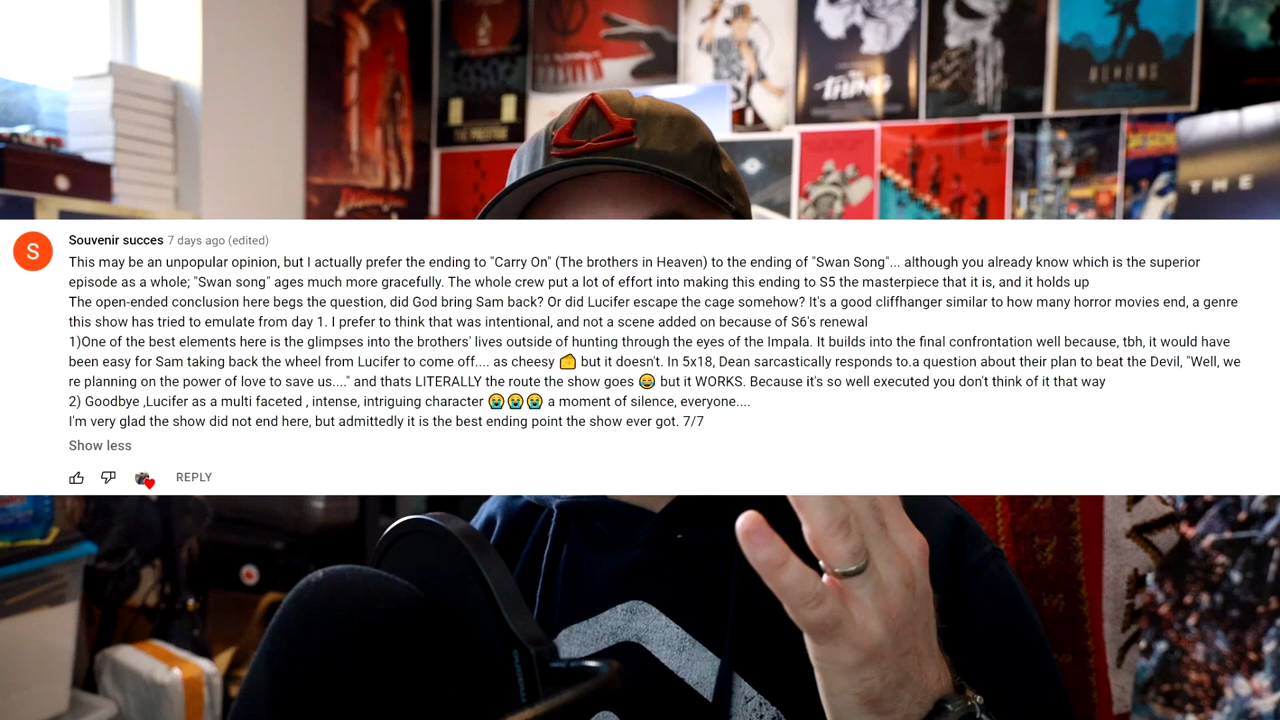 THE PRESTIGE
THE THING
ALIENS
THE
S
Souvenir succes 7 days ago (edited)
This may be an unpopular opinion, but I actually prefer the ending to "Carry On" (The brothers in Heaven) to the ending of "Swan Song"... although you already know which is the superior
episode as a whole; "Swan song" ages much more gracefully. The whole crew put a lot of effort into making this ending to S5 the masterpiece that it is, and it holds up
The open-ended conclusion here begs the question, did God bring Sam back? Or did Lucifer escape the cage somehow? It's a good cliffhanger similar to how many horror movies end, a genre
this show has tried to emulate from day 1. I prefer to think that was intentional, and not a scene added on because of S6's renewal
1)One of the best elements here is the glimpses into the brothers' lives outside of hunting through the eyes of the Impala. It builds into the final confrontation well because, tbh, it would have
been easy for Sam taking back the wheel from Lucifer to come off.... as cheesy 🧀 but it doesn't. In 5x18, Dean sarcastically responds to.a question about their plan to beat the Devil, "Well, we
re planning on the power of love to save us...." and thats LITERALLY the route the show goes 😂 but it WORKS. Because it's so well executed you don't think of it that way
2) Goodbye ,Lucifer as a multi faceted , intense, intriguing character 😭😭😭 a moment of silence, everyone....
I'm very glad the show did not end here, but admittedly it is the best ending point the show ever got. 7/7
Show less
REPLY